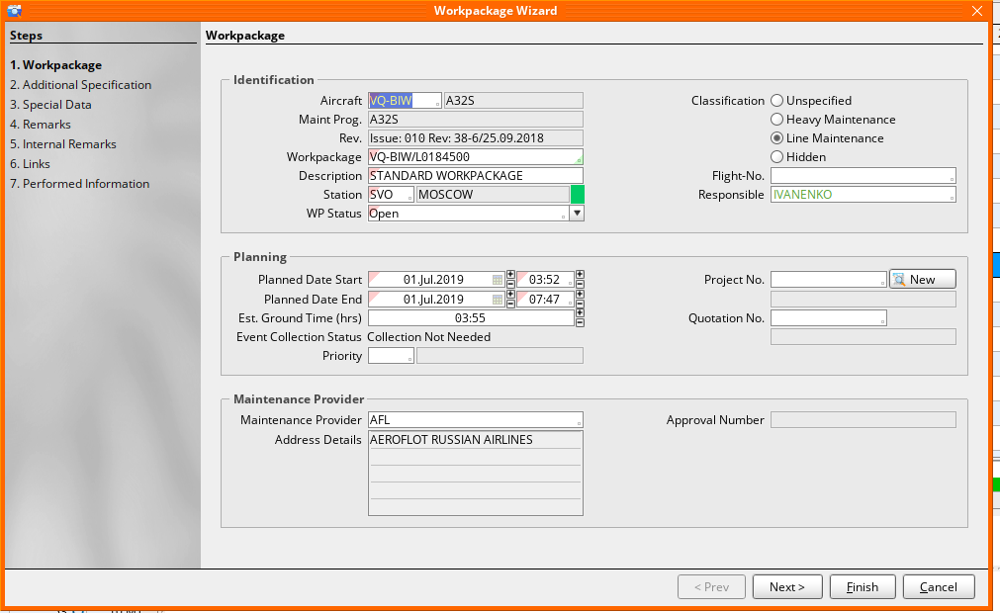 Workpackage Wizard
Steps
1. Workpackage
2. Additional Specification
3. Special Data
4. Remarks
5. Internal Remarks
6. Links
7. Performed Information
Workpackage
Identification
Aircraft VQ-BIW A32S
Maint Prog. A32S
Rev. Issue: 010 Rev: 38-6/25.09.2018
Workpackage VQ-BIW/L0184500
Description STANDARD WORKPACKAGE
Station SVO MOSCOW
WP Status Open
Classification Unspecified
Heavy Maintenance
Line Maintenance
Hidden
Flight-No.
Responsible IVANENKO
Planning
Planned Date Start 01.Jul.2019 03:52
Planned Date End 01.Jul.2019 07:47
Est. Ground Time (hrs) 03:55
Event Collection Status Collection Not Needed
Priority
Project No. New
Quotation No.
Maintenance Provider
Maintenance Provider AFL
Address Details AEROFLOT RUSSIAN AIRLINES
Approval Number
< Prev Next > Finish Cancel